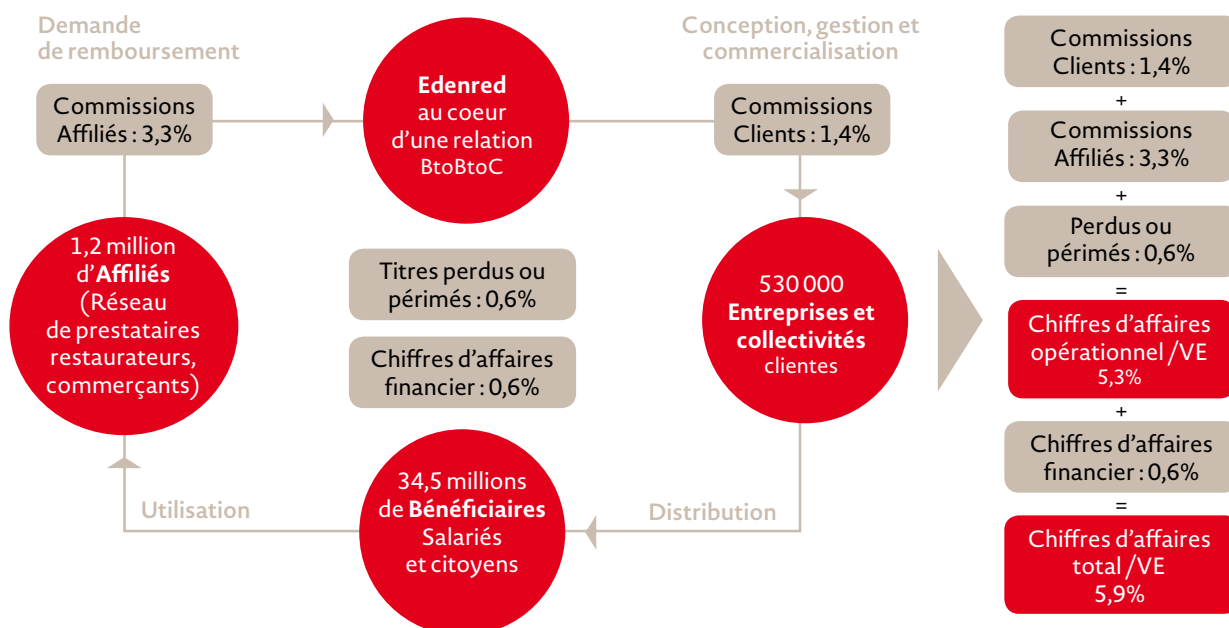 Demande
de remboursement
Commissions
Affiliés : 3,3%
Edenred
au coeur
d'une relation
BtoBtoC
Conception, gestion et
commercialisation
Commissions
Clients : 1,4%
1,2 million
d'Affiliés
(Réseau
de prestataires
restaurateurs,
commerçants)
Titres perdus ou
périmés : 0,6%
Chiffres d'affaires
financier : 0,6%
530 000
Entreprises et
collectivités
clientes
Utilisation
34,5 millions
de Bénéficiaires
Salariés
et citoyens
Distribution
Commissions
Clients : 1,4%
+
Commissions
Affiliés : 3,3%
+
Perdus ou
périmés : 0,6%
=
Chiffres d'affaires
opérationnel /VE
5,3%
+
Chiffres d'affaires
financier : 0,6%
=
Chiffres d'affaires
total /VE
5,9%